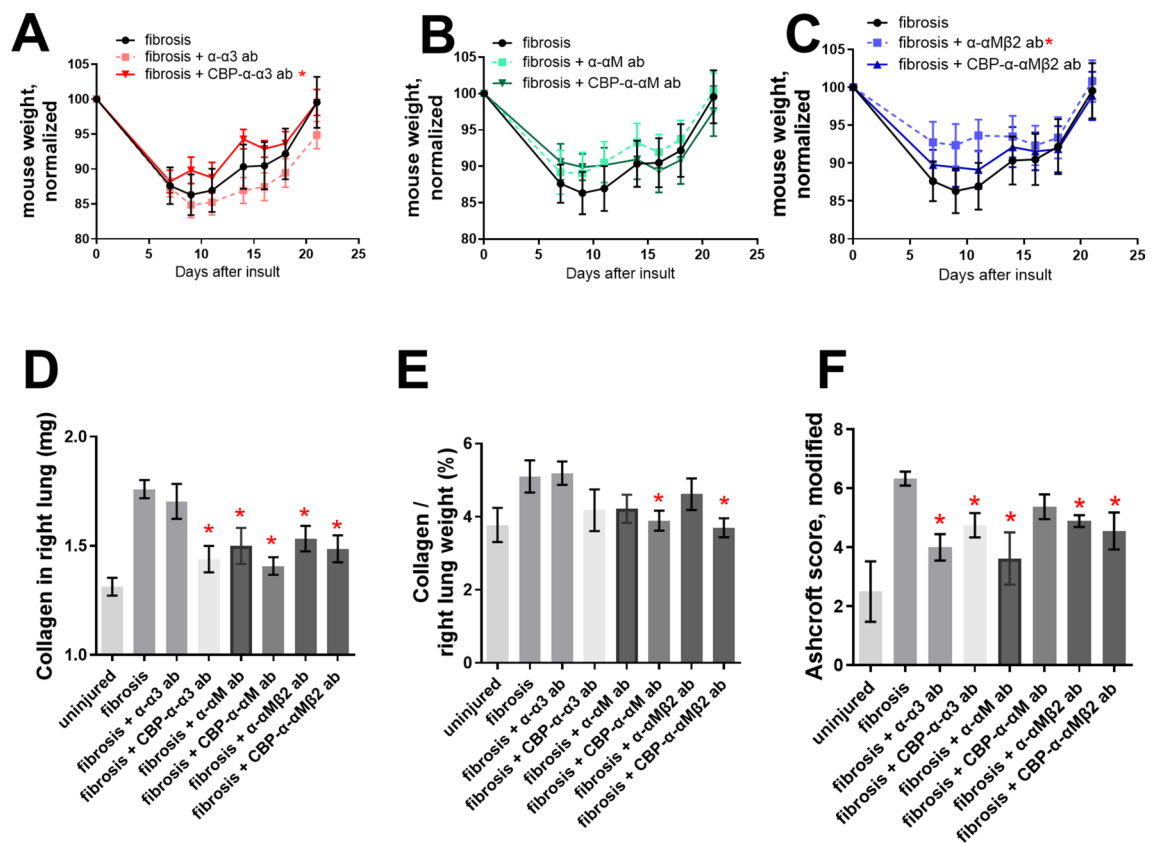 A
fibrosis
fibrosis + α-α3 ab
fibrosis + CBP-α-α3 ab *
mouse weight,
normalized
105
100
95
90
85
80
0
5
10
15
20
25
Days after insult
B
fibrosis
fibrosis + α-αM ab
fibrosis + CBP-α-αM ab
mouse weight,
normalized
105
100
95
90
85
80
0
5
10
15
20
25
Days after insult
C
fibrosis
fibrosis + α-αMβ2 ab*
fibrosis + CBP-α-αMβ2 ab
mouse weight,
normalized
105
100
95
90
85
80
0
5
10
15
20
25
Days after insult
D
Collagen in right lung (mg)
2.0
1.5
1.0
* * * * *
uninjured
fibrosis
fibrosis + α-α3 ab
fibrosis + CBP-α-α3 ab
fibrosis + α-αM ab
fibrosis + CBP-α-αM ab
fibrosis + α-αMβ2 ab
fibrosis + CBP-α-αMβ2 ab
E
Collagen /
right lung weight (%)
6
4
2
0
* *
uninjured
fibrosis
fibrosis + α-α3 ab
fibrosis + CBP-α-α3 ab
fibrosis + α-αM ab
fibrosis + CBP-α-αM ab
fibrosis + α-αMβ2 ab
fibrosis + CBP-α-αMβ2 ab
F
Ashcroft score, modified
8
6
4
2
0
* * * * *
uninjured
fibrosis
fibrosis + α-α3 ab
fibrosis + CBP-α-α3 ab
fibrosis + α-αM ab
fibrosis + CBP-α-αM ab
fibrosis + α-αMβ2 ab
fibrosis + CBP-α-αMβ2 ab